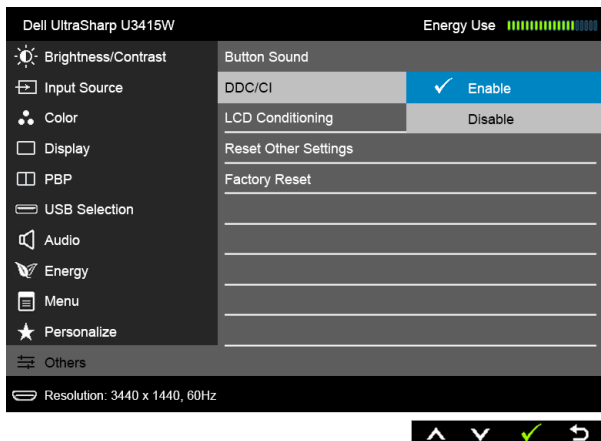 Dell UltraSharp U3415W Energy Use
Brightness/Contrast Button Sound
Input Source DDC/CI Enable
Color LCD Conditioning Disable
Display Reset Other Settings
PBP Factory Reset
USB Selection
Audio
Energy
Menu
Personalize
Others
Resolution: 3440 x 1440, 60Hz